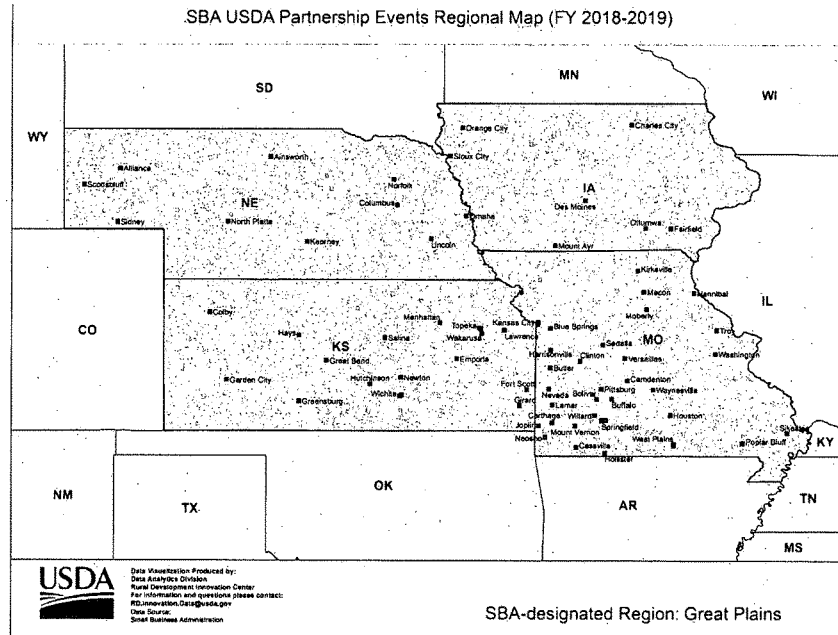 SBA USDA Partnership Events Regional Map (FY 2018-2019)
MN
SD
WI
WY
Orange City
Charles City
Ainsworth
Sioux City
Alliance
IA
Scottsbluff
Norfolk
NE
Columbus
Des Moines
Omaha
Sidney
North Platte
Ottumwa
Fairfield
Kearney
Lincoln
Mount Ayr
Kirksville
Macon
Hannibal
IL
Colby
Moberly
Manhattan
CO
Topeka
Kansas City
Blue Springs
Troy
Hays
KS
Wakarusa
Lawrence
MO
Salina
Sedalia
Harrisonville
Clinton
Versailles
Washington
Great Bend
Emporia
Butler
Garden City
Hutchinson
Newton
Camdenton
Fort Scott
Pittsburg
Waynesville
Wichita
Nevada
Bolivar
Greensburg
Girard
Lamar
Buffalo
Carthage
Willard
Houston
Joplin
Mount Vernon
Springfield
Sikeston
Neosho
West Plains
Poplar Bluff
KY
Cassville
Hollister
NM
TX
OK
AR
TN
MS
USDA
Data Visualization Produced by:
Data Analytics Division
Rural Development Innovation Center
For information and questions please contact:
RD.Innovation.Data@usda.gov
Data Source:
Small Business Administration
SBA-designated Region: Great Plains